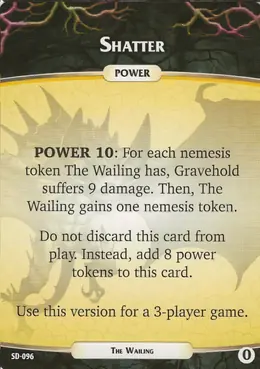 SHATTER
POWER
POWER 10: For each nemesis
token The Wailing has, Gravehold
suffers 9 damage. Then, The
Wailing gains one nemesis token.
Do not discard this card from
play. Instead, add 8 power
tokens to this card.
Use this version for a 3-player game.
SD-096
THE WAILING
0